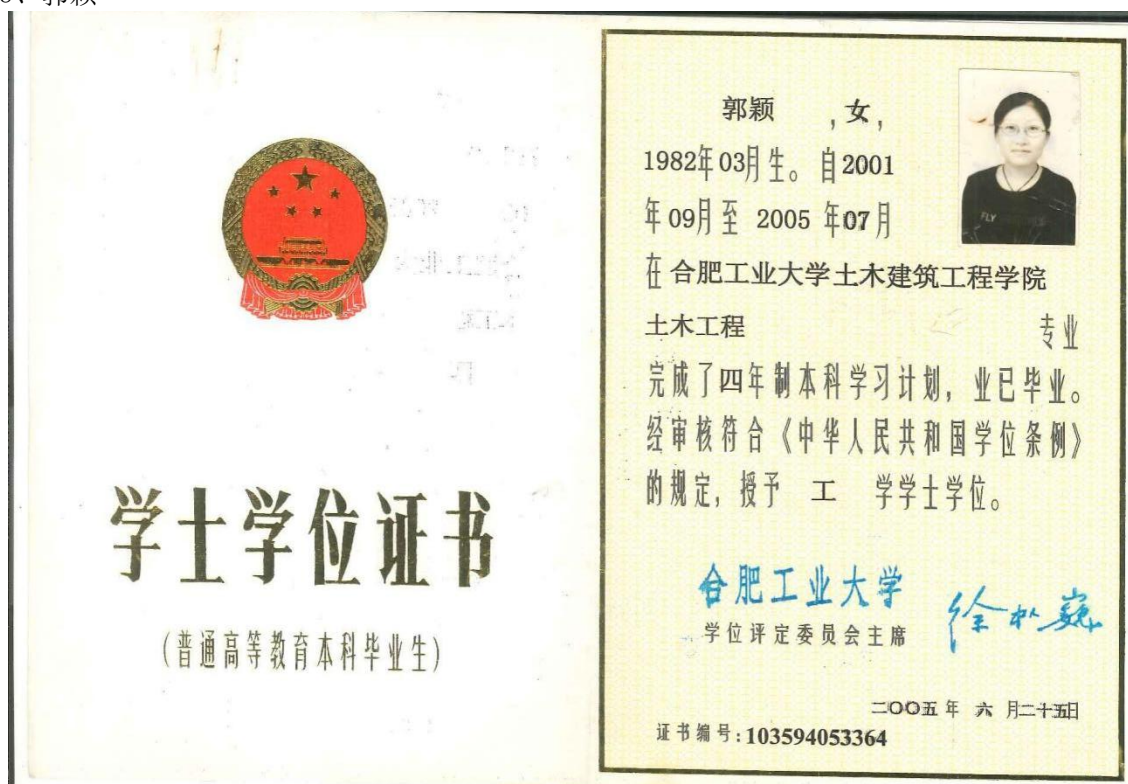 郭颖
学士学位证书
(普通高等教育本科毕业生)
郭颖 ,女,
1982年03月生。自2001
年09月至 2005 年07月
在 合肥工业大学土木建筑工程学院
土木工程 专业
完成了四年制本科学习计划, 业已毕业。
经审核符合《中华人民共和国学位条例》
的规定, 授予 工 学学士学位。
合肥工业大学
学位评定委员会主席
二〇〇五年 六 月二十五日
证书编号:103594053364
FLY